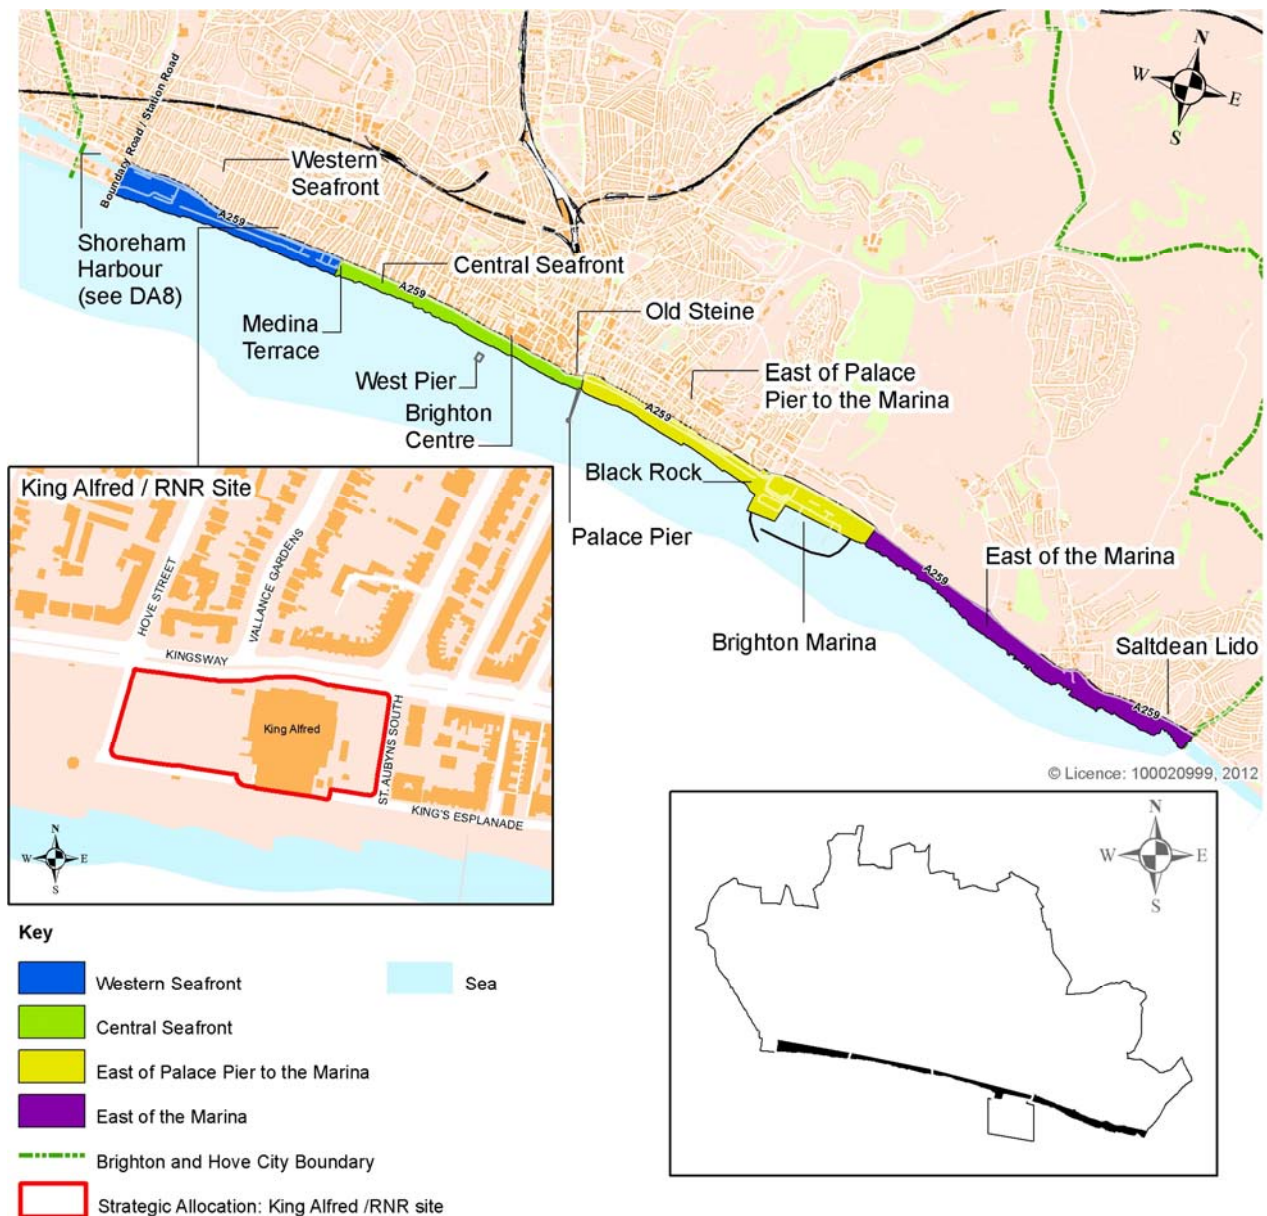 N
W
E
S
Boundary Road / Station Road
Western
Seafront
A259
Shoreham
Harbour
(see DA8)
Central Seafront
A259
Medina
Terrace
Old Steine
West Pier
East of Palace
Pier to the Marina
Brighton
Centre
A259
Black Rock
Palace Pier
East of the Marina
A259
Brighton Marina
Saltdean Lido
A259
© Licence: 100020999, 2012
King Alfred / RNR Site
HOVE STREET
VALLANCE GARDENS
KINGSWAY
King Alfred
ST. AUBYNS SOUTH
KING'S ESPLANADE
N
W
E
S
N
W
E
S
Key
Western Seafront
Sea
Central Seafront
East of Palace Pier to the Marina
East of the Marina
Brighton and Hove City Boundary
Strategic Allocation: King Alfred /RNR site